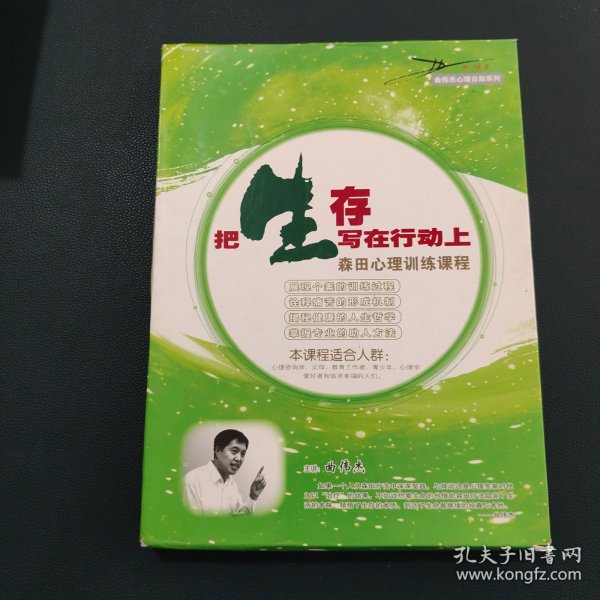 曲伟杰心理自助系列
把生存写在行动上
森田心理训练课程
展现个案的训练过程
诠释痛苦的形成机制
揭秘健康的人生哲学
掌握专业的助人方法
本课程适合人群：
心理咨询师、父母、教育工作者、青少年、心理学
爱好者和追求幸福的人们。
主讲：曲伟杰
孔夫子旧书网
www.kongfz.com